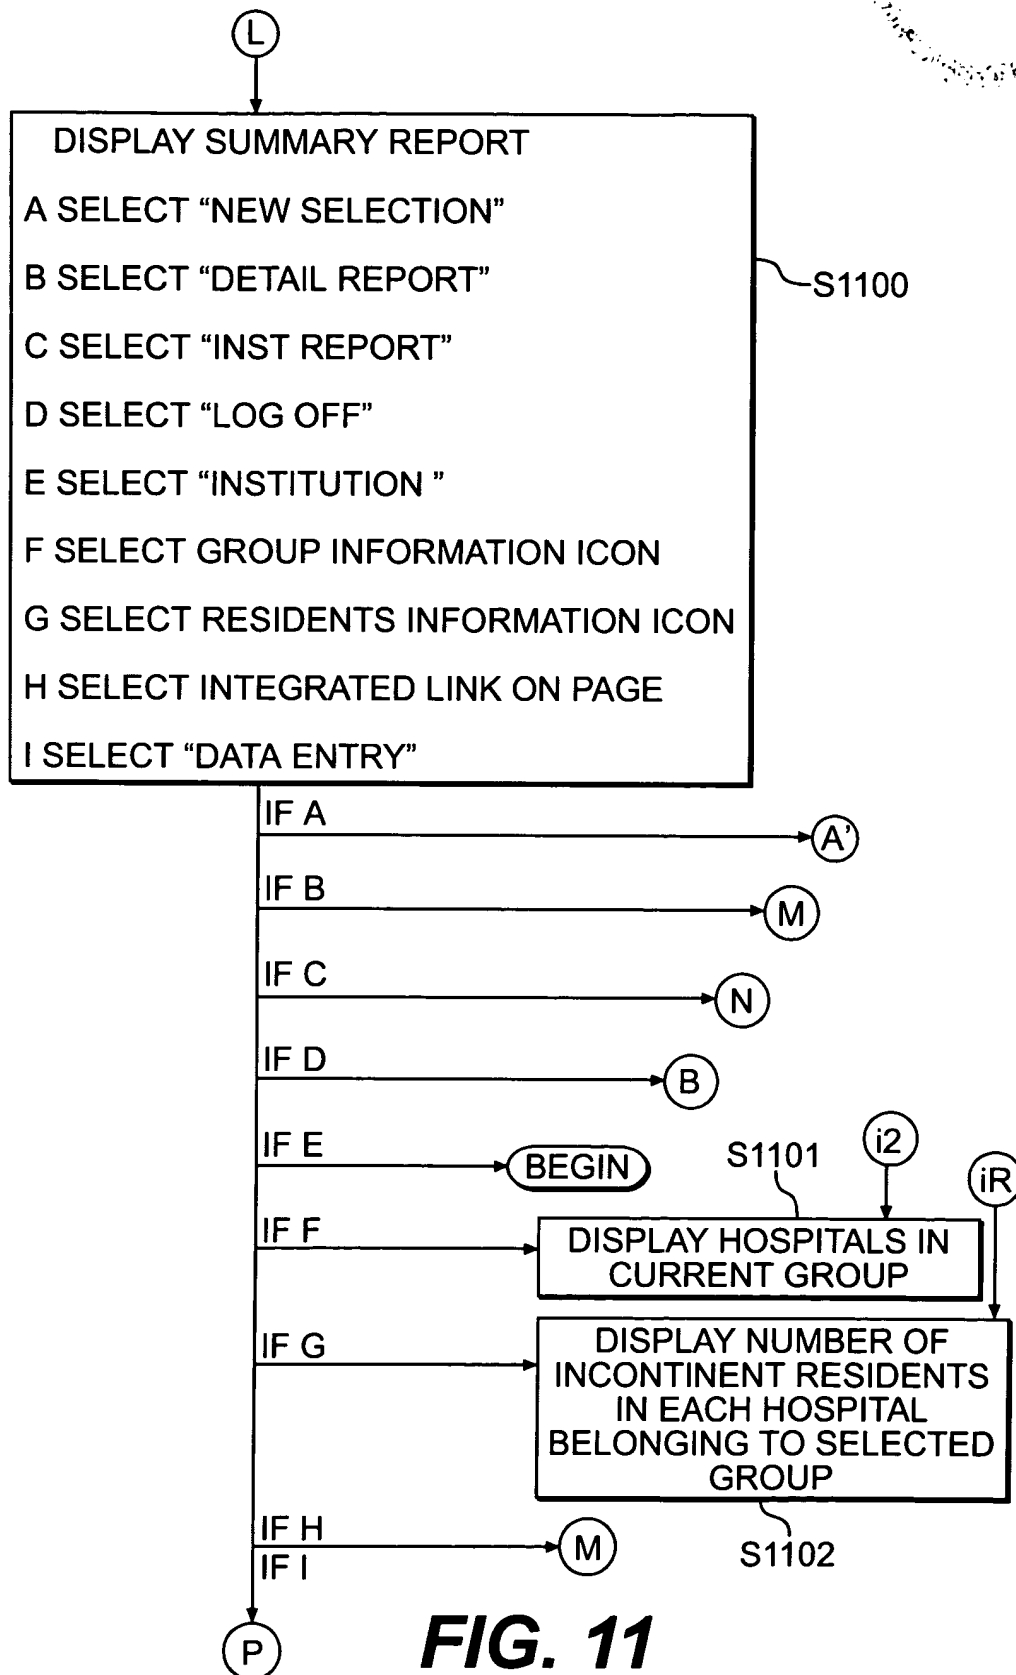 L
DISPLAY SUMMARY REPORT
A SELECT “NEW SELECTION”
B SELECT “DETAIL REPORT”
S1100
C SELECT “INST REPORT”
D SELECT “LOG OFF”
E SELECT “INSTITUTION ”
F SELECT GROUP INFORMATION ICON
G SELECT RESIDENTS INFORMATION ICON
H SELECT INTEGRATED LINK ON PAGE
I SELECT “DATA ENTRY”
IF A
A’
IF B
M
IF C
N
IF D
B
IF E
BEGIN
S1101
i2
iR
IF F
DISPLAY HOSPITALS IN
CURRENT GROUP
IF G
DISPLAY NUMBER OF
INCONTINENT RESIDENTS
IN EACH HOSPITAL
BELONGING TO SELECTED
GROUP
IF H
M
S1102
IF I
P
FIG. 11